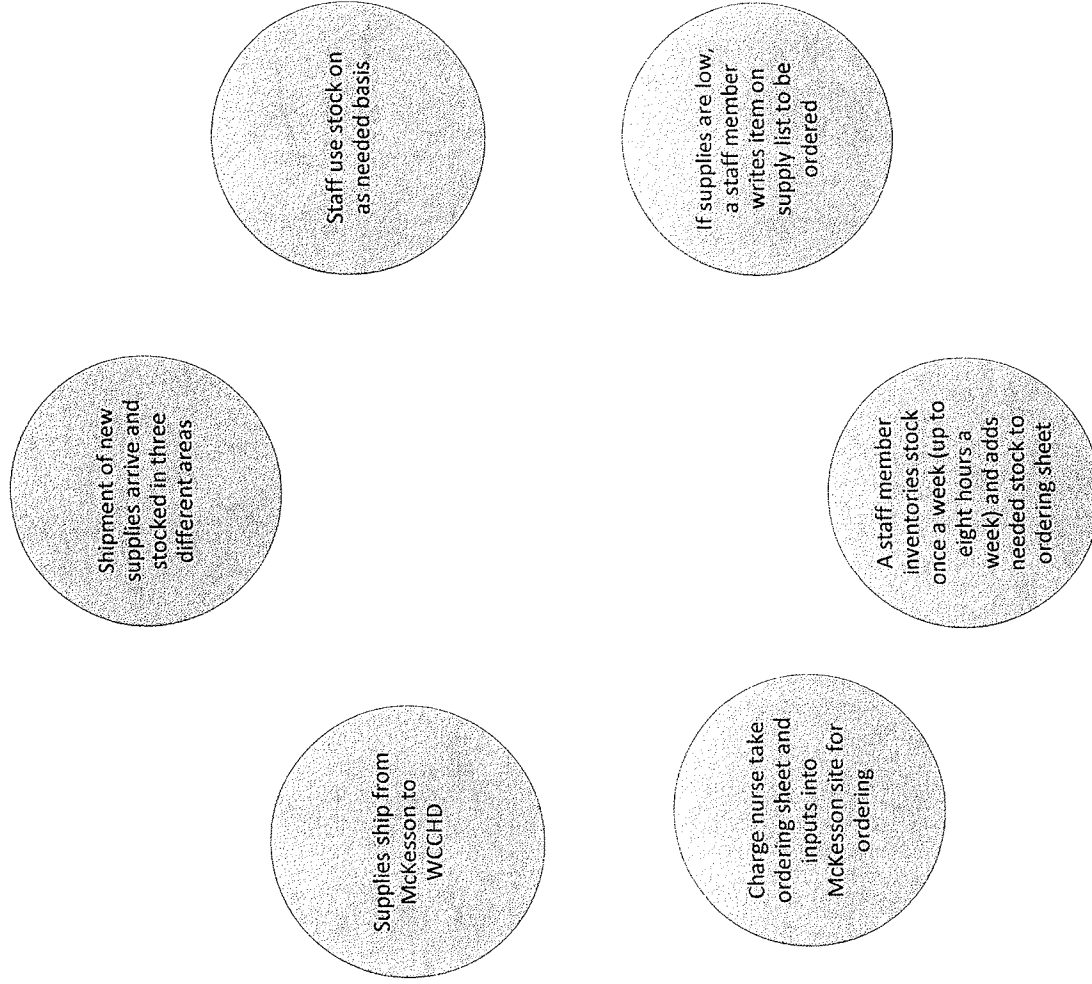 Shipment of new
supplies arrive and
stocked in three
different areas
Staff use stock on
as needed basis
If supplies are low,
a staff member
writes item on
supply list to be
ordered
A staff member
inventories stock
once a week (up to
eight hours a
week) and adds
needed stock to
ordering sheet
Charge nurse take
ordering sheet and
inputs into
McKesson site for
ordering
Supplies ship from
McKesson to
WCCHD